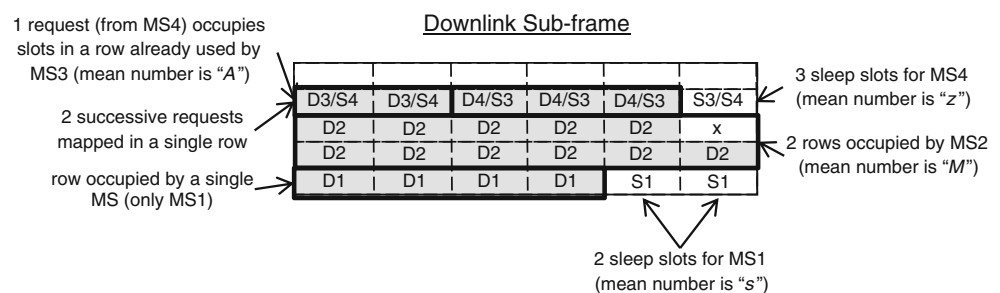 Downlink Sub-frame
1 request (from MS4) occupies
slots in a row already used by
MS3 (mean number is “A”)
2 successive requests
mapped in a single row
row occupied by a single
MS (only MS1)
D3/S4 D3/S4 D4/S3 D4/S3 D4/S3 S3/S4
D2 D2 D2 D2 D2 x
D2 D2 D2 D2 D2 D2
D1 D1 D1 D1 S1 S1
3 sleep slots for MS4
(mean number is “z”)
2 rows occupied by MS2
(mean number is “M”)
2 sleep slots for MS1
(mean number is “s”)